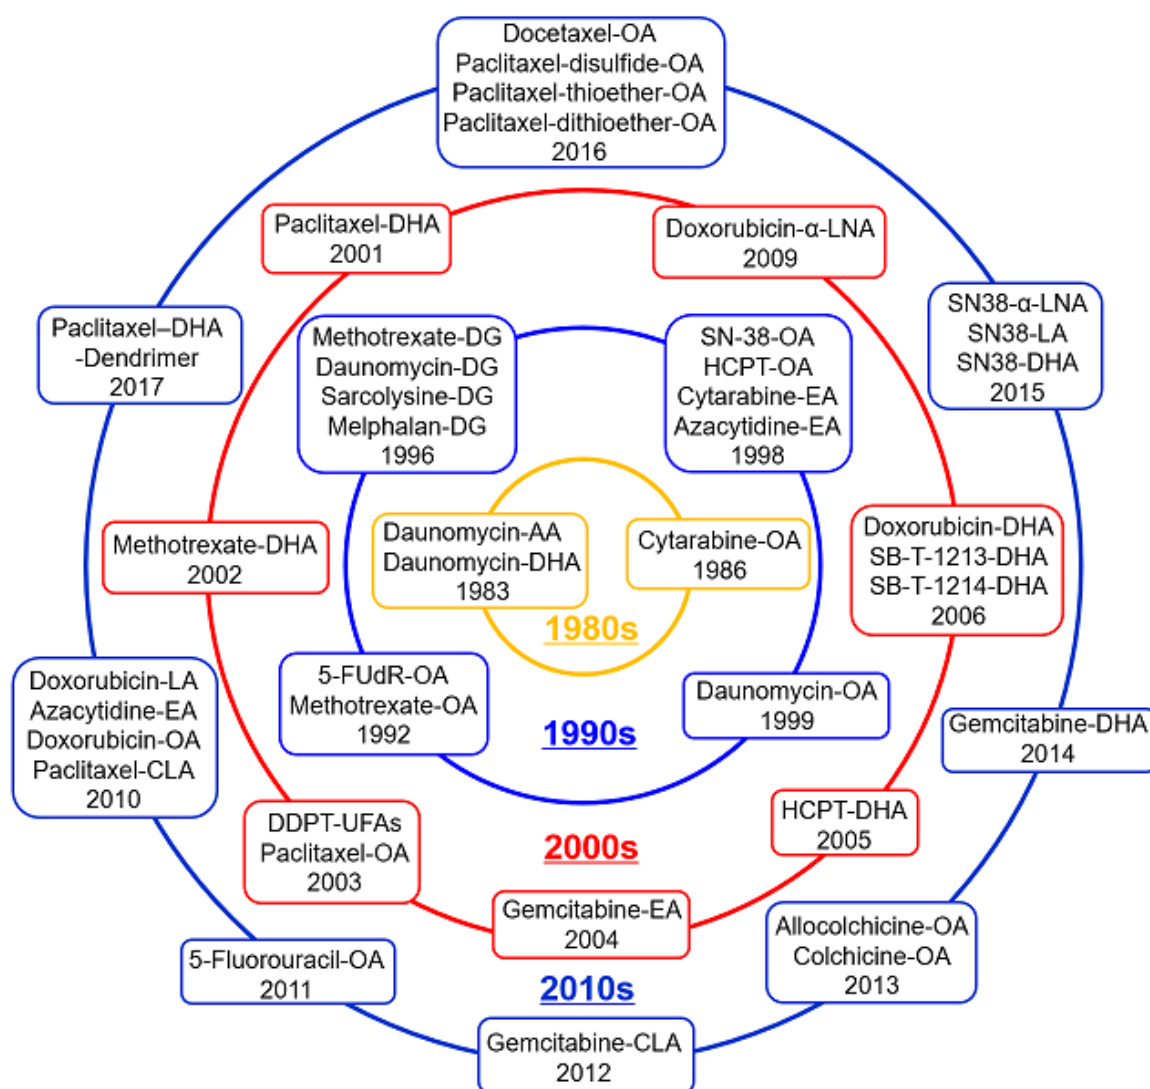 Docetaxel-OA
Paclitaxel-disulfide-OA
Paclitaxel-thioether-OA
Paclitaxel-dithioether-OA
2016
Paclitaxel-DHA
2001
Doxorubicin-α-LNA
2009
Paclitaxel–DHA
-Dendrimer
2017
Methotrexate-DG
Daunomycin-DG
Sarcolysine-DG
Melphalan-DG
1996
SN-38-OA
HCPT-OA
Cytarabine-EA
Azacytidine-EA
1998
SN38-α-LNA
SN38-LA
SN38-DHA
2015
Methotrexate-DHA
2002
Daunomycin-AA
Daunomycin-DHA
1983
Cytarabine-OA
1986
Doxorubicin-DHA
SB-T-1213-DHA
SB-T-1214-DHA
2006
1980s
Doxorubicin-LA
Azacytidine-EA
Doxorubicin-OA
Paclitaxel-CLA
2010
5-FUdR-OA
Methotrexate-OA
1992
Daunomycin-OA
1999
1990s
Gemcitabine-DHA
2014
DDPT-UFAs
Paclitaxel-OA
2003
2000s
HCPT-DHA
2005
Gemcitabine-EA
2004
5-Fluorouracil-OA
2011
Allocolchicine-OA
Colchicine-OA
2013
2010s
Gemcitabine-CLA
2012